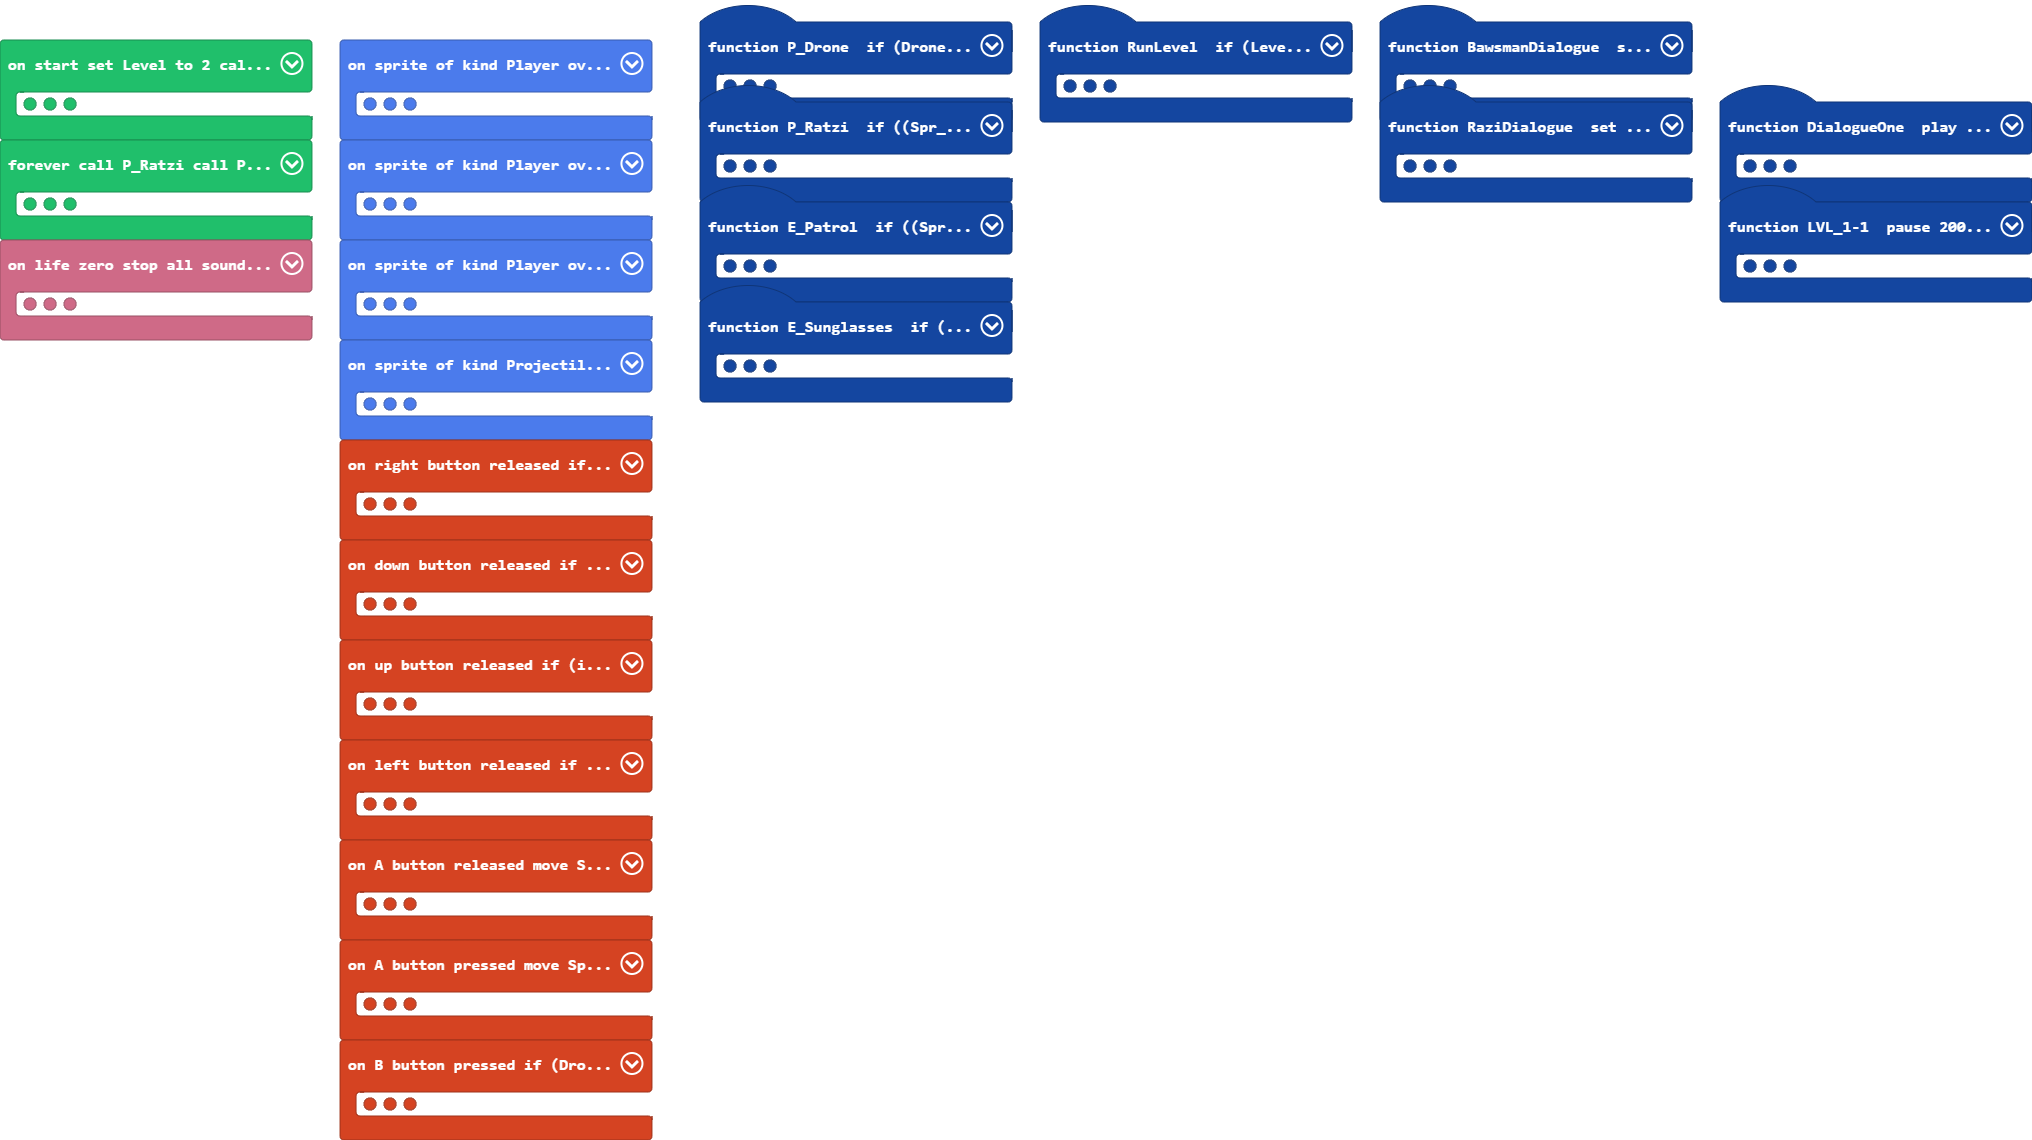 on start set Level to 2 cal...
forever call P_Ratzi call P...
on life zero stop all sound...
on sprite of kind Player ov...
on sprite of kind Player ov...
on sprite of kind Player ov...
on sprite of kind Projectil...
on right button released if...
on down button released if ...
on up button released if (i...
on left button released if ...
on A button released move S...
on A button pressed move Sp...
on B button pressed if (Dro...
function P_Drone  if (Drone...
function P_Ratzi  if ((Spr_...
function E_Patrol  if ((Spr...
function E_Sunglasses  if (...
function RunLevel  if (Leve...
function BawsmanDialogue  s...
function RaziDialogue  set ...
function DialogueOne  play ...
function LVL_1-1  pause 200...